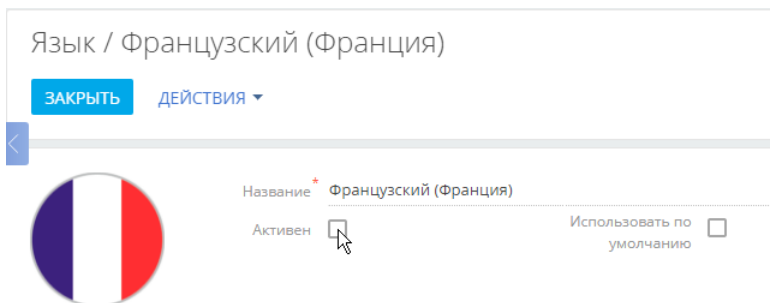 Язык / Французский (Франция)
ЗАКРЫТЬ ДЕЙСТВИЯ
Название* Французский (Франция)
Активен Использовать по
умолчанию